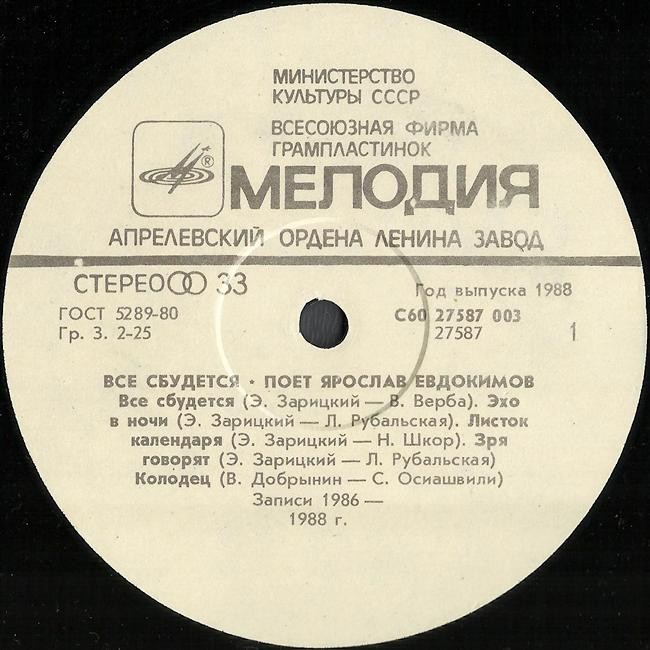 МИНИСТЕРСТВО
КУЛЬТУРЫ СССР
ВСЕСОЮЗНАЯ ФИРМА
ГРАМПЛАСТИНОК
®
МЕЛОДИЯ
АПРЕЛЕВСКИЙ ОРДЕНА ЛЕНИНА ЗАВОД
СТЕРЕО 33
Год выпуска 1988
ГОСТ 5289-80
С60 27587 003
Гр. 3. 2-25
27587
1
ВСЕ СБУДЕТСЯ · ПОЕТ ЯРОСЛАВ ЕВДОКИМОВ
Все сбудется (Э. Зарицкий — В. Верба). Эхо
в ночи (Э. Зарицкий — Л. Рубальская). Листок
календаря (Э. Зарицкий — Н. Шкор). Зря
говорят (Э. Зарицкий — Л. Рубальская)
Колодец (В. Добрынин — С. Осиашвили)
Записи 1986 —
1988 г.